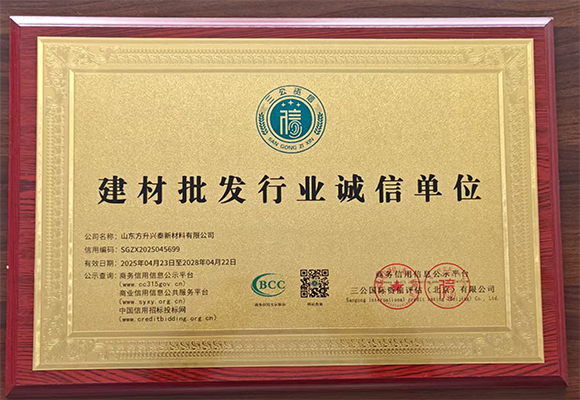 三公资信
SAN GONG ZI XIN
建材批发行业诚信单位
公司名称：山东方升兴泰新材料有限公司
信用编码：SGZX2025045699
有效日期：2025年04月23日至2028年04月22日
公示查询：商务信用信息公示平台
(www.cc315gov.cn)
商业信用信息公共服务平台
(www.syxy.org.cn)
中国信用招标投标网
(www.creditbidding.org.cn)
BCC
商务信用信息公示平台
三公国际资信评估（北京）有限公司
Sangong international credit rating (Beijing) Co., Ltd.